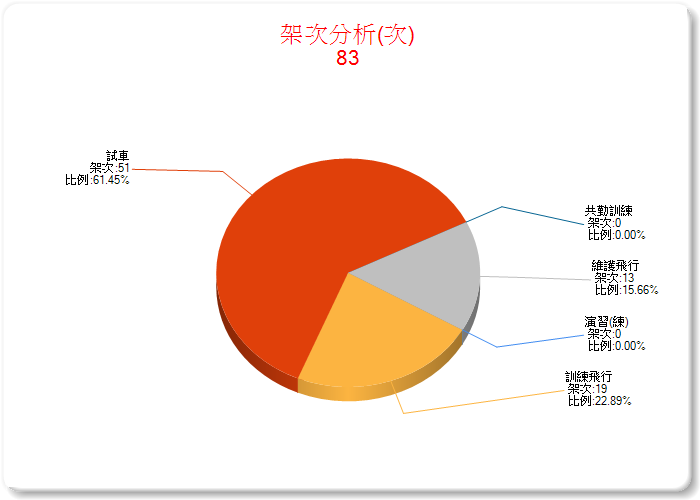 架次分析(次)
83
試車
架次:51
比例:61.45%
共勤訓練
架次:0
比例:0.00%
維護飛行
架次:13
比例:15.66%
演習(練)
架次:0
比例:0.00%
訓練飛行
架次:19
比例:22.89%